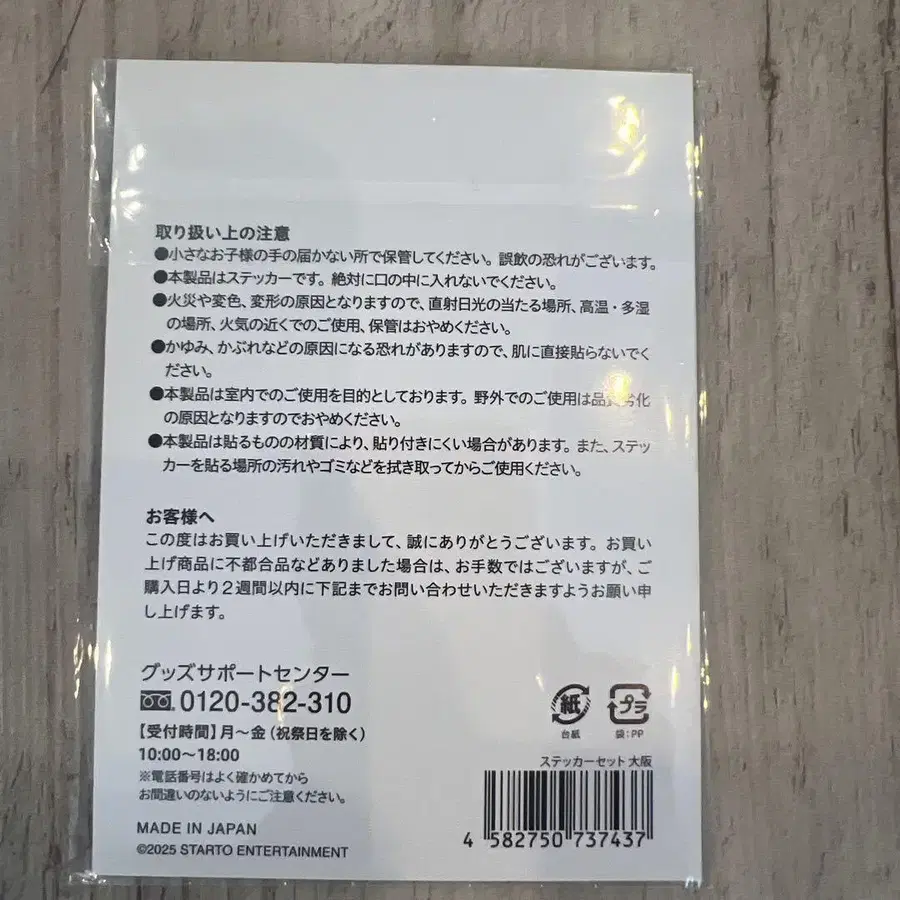 取り扱い上の注意
●小さなお子様の手の届かない所で保管してください。誤飲の恐れがございます。
●本製品はステッカーです。絶対に口の中に入れないでください。
●火災や変色、変形の原因となりますので、直射日光の当たる場所、高温・多湿
の場所、火気の近くでのご使用、保管はおやめください。
●かゆみ、かぶれなどの原因になる恐れがありますので、肌に直接貼らないでく
ださい。
●本製品は室内でのご使用を目的としております。野外でのご使用は品質劣化
の原因となりますのでおやめください。
●本製品は貼るものの材質により、貼り付きにくい場合があります。また、ステッ
カーを貼る場所の汚れやゴミなどを拭き取ってからご使用ください。
お客様へ
この度はお買い上げいただきまして、誠にありがとうございます。お買い
上げ商品に不都合品などありました場合は、お手数ではございますが、ご
購入日より2週間以内に下記までお問い合わせいただきますようお願い申
し上げます。
グッズサポートセンター
0120-382-310
【受付時間】月〜金(祝祭日を除く)
10:00〜18:00
※電話番号はよく確かめてから
お間違いのないようにご注意ください。
MADE IN JAPAN
©2025 STARTO ENTERTAINMENT
紙
台紙
プラ
袋:PP
ステッカーセット 大阪
4 582750 737437